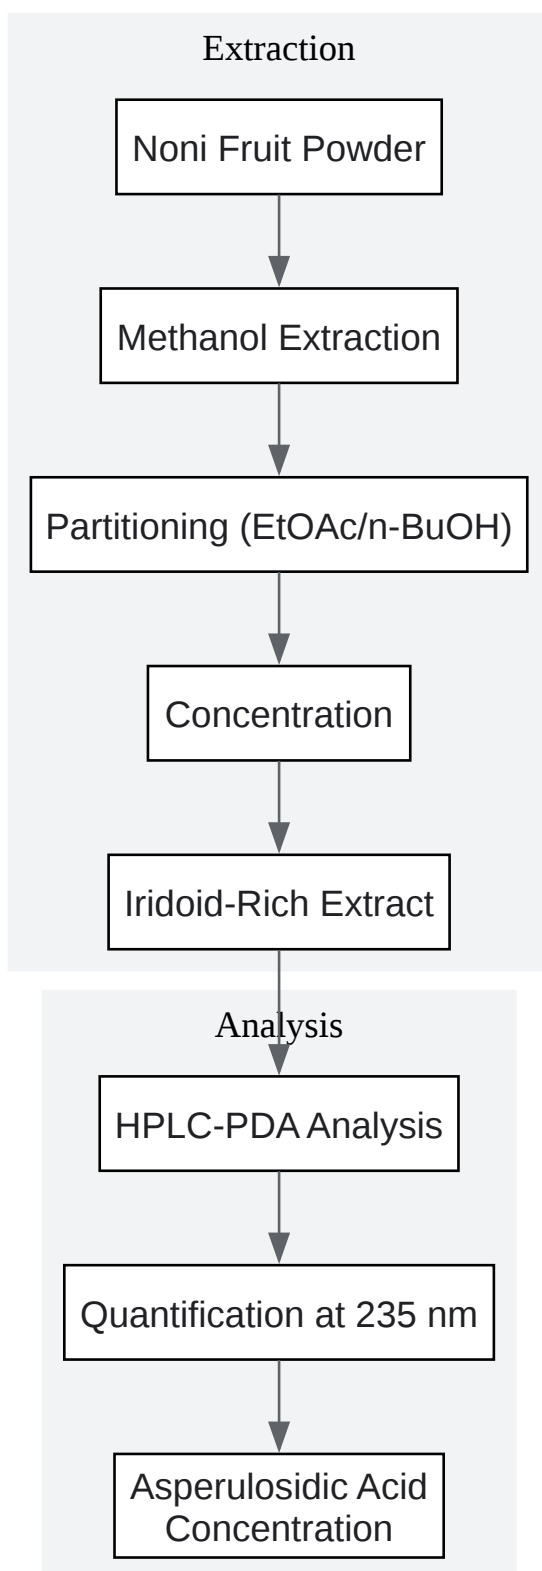 Extraction
Noni Fruit Powder
Methanol Extraction
Partitioning (EtOAc/n-BuOH)
Concentration
Iridoid-Rich Extract
Analysis
HPLC-PDA Analysis
Quantification at 235 nm
Asperulosidic Acid
Concentration